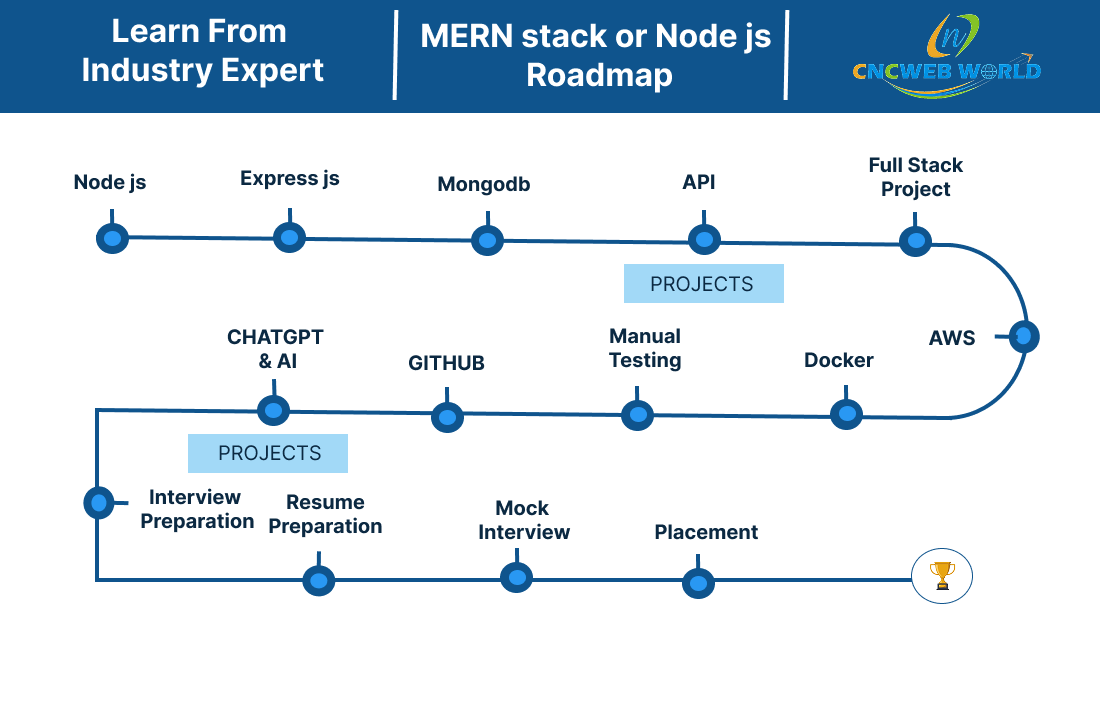 Learn From
Industry Expert
MERN stack or Node js
Roadmap
n
CNCWEB WORLD
Node js
Express js
Mongodb
API
Full Stack
Project
PROJECTS
AWS
CHATGPT
& AI
GITHUB
Manual
Testing
Docker
PROJECTS
Interview
Preparation
Resume
Preparation
Mock
Interview
Placement